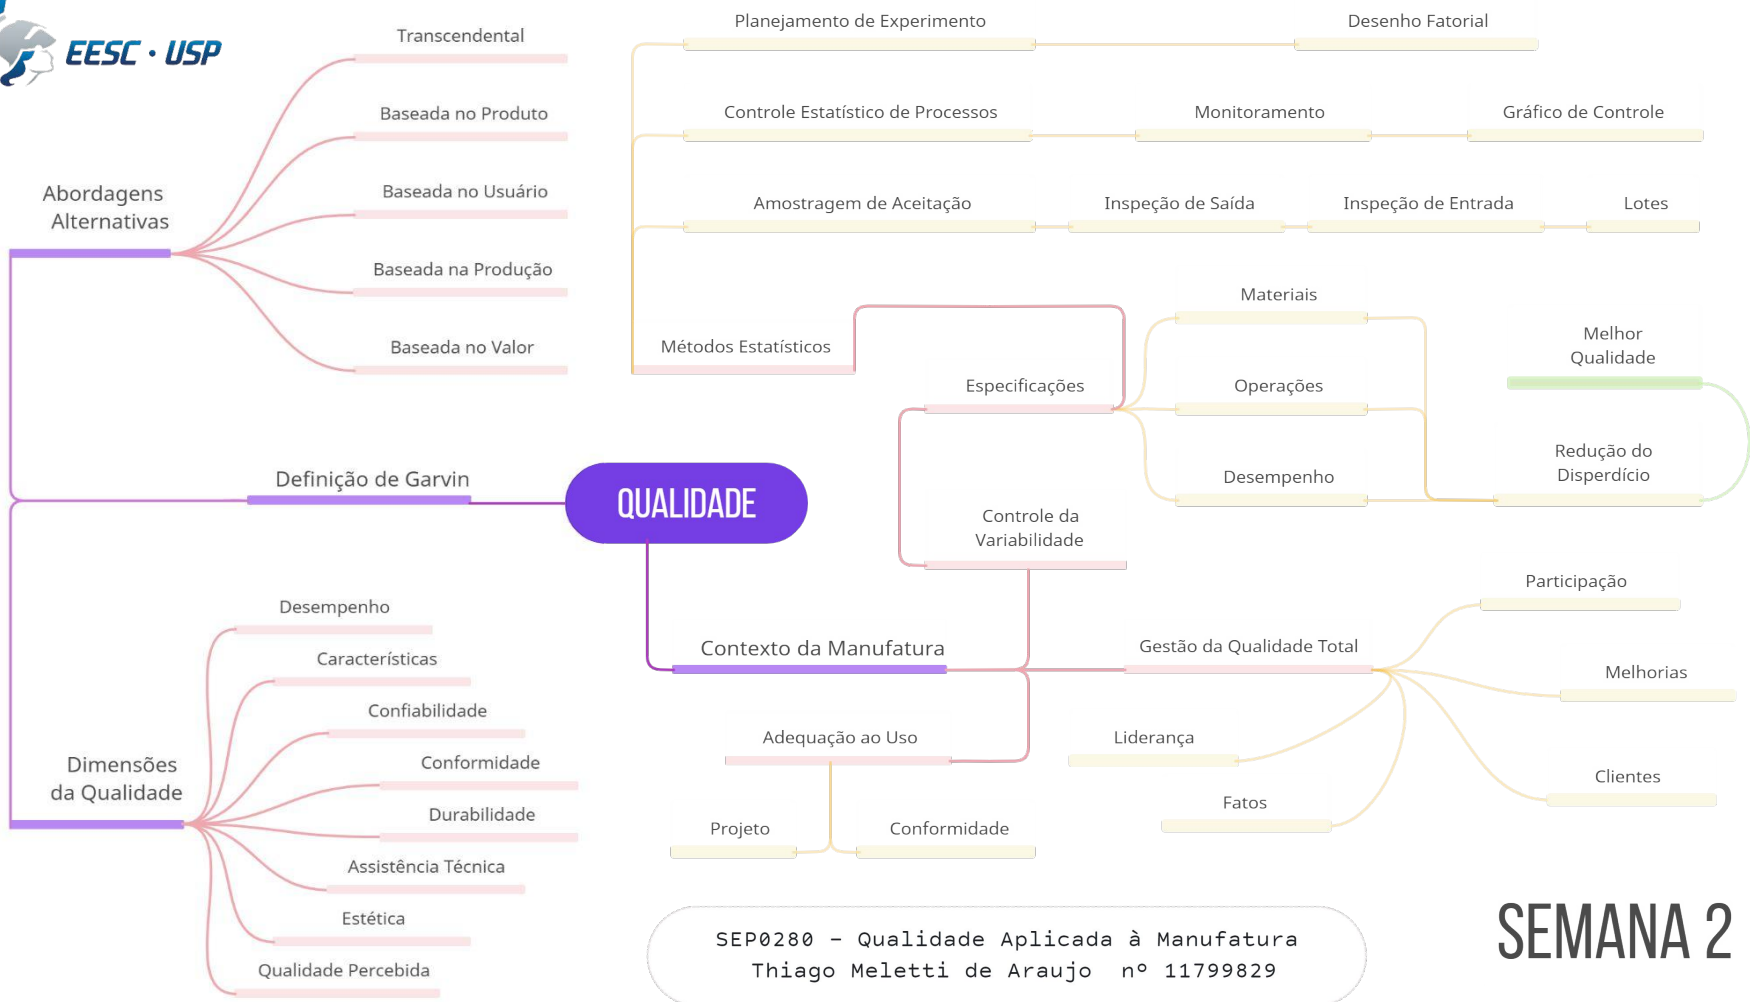 EESC · USP
Transcendental
Baseada no Produto
Baseada no Usuário
Baseada na Produção
Baseada no Valor
Abordagens
Alternativas
Definição de Garvin
Dimensões
da Qualidade
Desempenho
Características
Confiabilidade
Conformidade
Durabilidade
Assistência Técnica
Estética
Qualidade Percebida
QUALIDADE
Planejamento de Experimento
Desenho Fatorial
Controle Estatístico de Processos
Monitoramento
Gráfico de Controle
Amostragem de Aceitação
Inspeção de Saída
Inspeção de Entrada
Lotes
Métodos Estatísticos
Especificações
Materiais
Operações
Desempenho
Melhor
Qualidade
Redução do
Disperdício
Controle da
Variabilidade
Contexto da Manufatura
Gestão da Qualidade Total
Participação
Melhorias
Clientes
Liderança
Fatos
Adequação ao Uso
Projeto
Conformidade
SEP0280 – Qualidade Aplicada à Manufatura
Thiago Meletti de Araujo nº 11799829
SEMANA 2